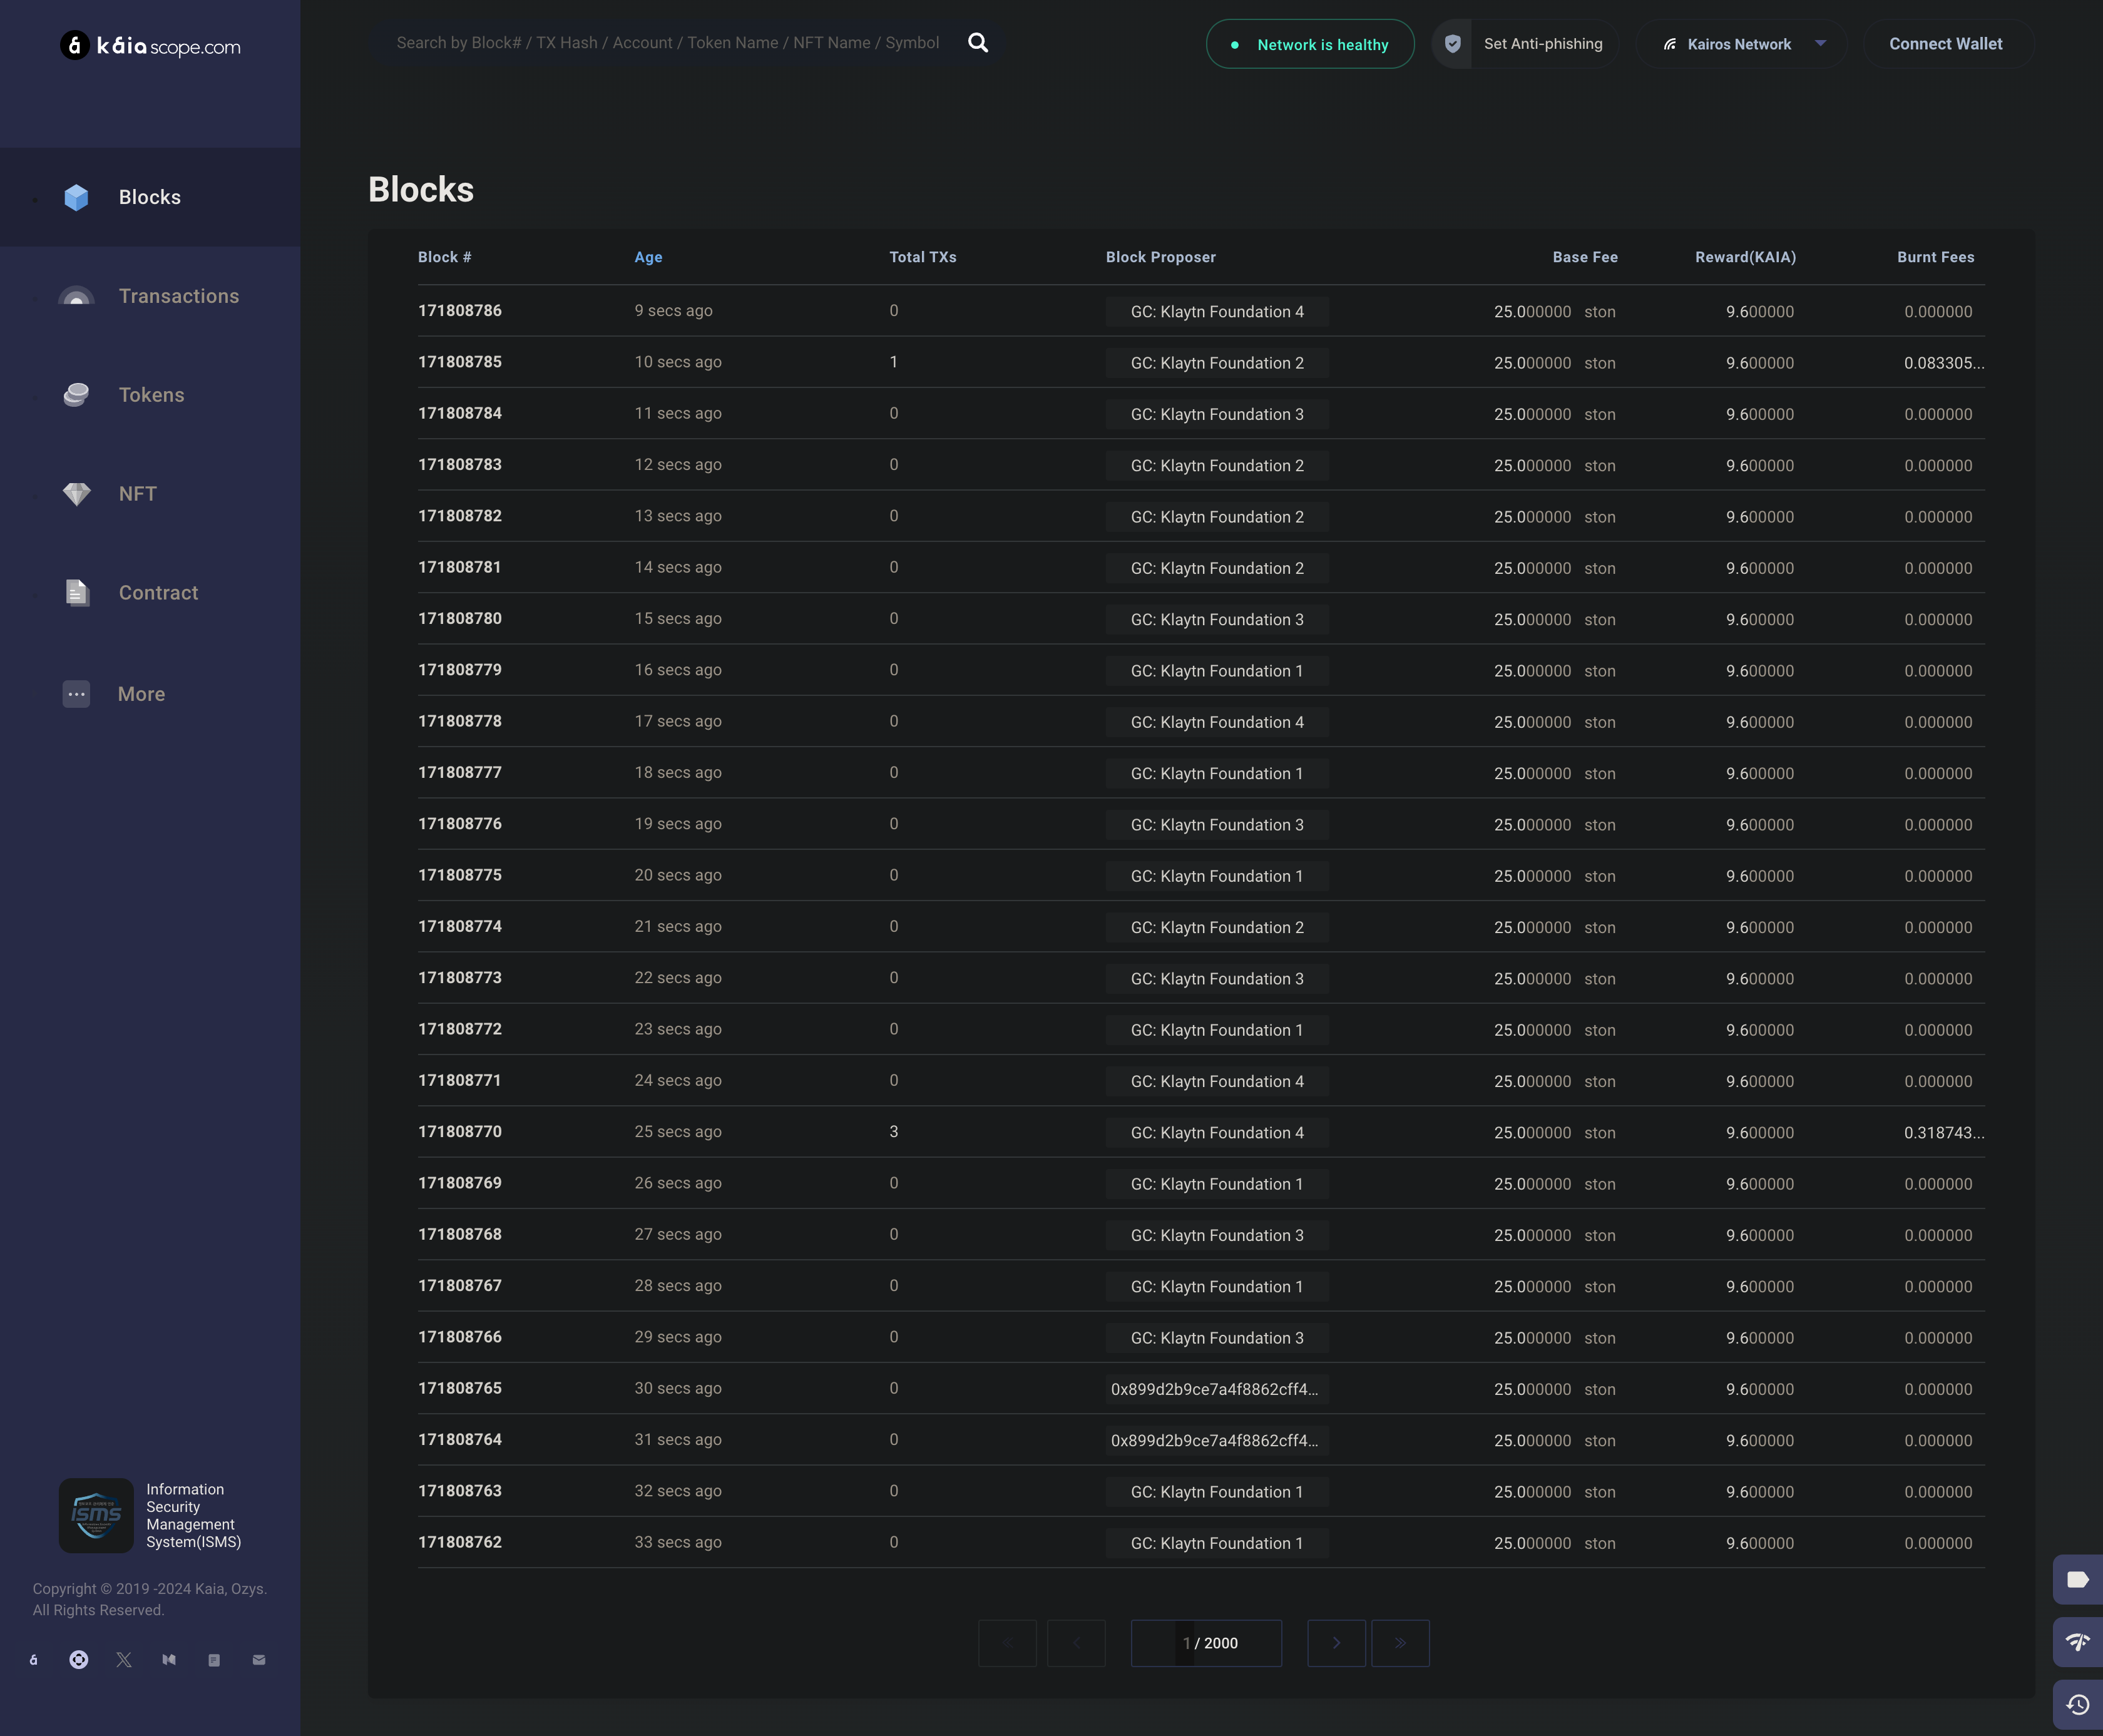 káia scope.com
Search by Block# / TX Hash / Account / Token Name / NFT Name / Symbol
Network is healthy
Set Anti-phishing
Kairos Network
Connect Wallet
Blocks
Transactions
Tokens
NFT
Contract
More
Blocks
Block # Age Total TXs Block Proposer Base Fee Reward(KAIA) Burnt Fees
171808786 9 secs ago 0 GC: Klaytn Foundation 4 25.000000 ston 9.600000 0.000000
171808785 10 secs ago 1 GC: Klaytn Foundation 2 25.000000 ston 9.600000 0.083305...
171808784 11 secs ago 0 GC: Klaytn Foundation 3 25.000000 ston 9.600000 0.000000
171808783 12 secs ago 0 GC: Klaytn Foundation 2 25.000000 ston 9.600000 0.000000
171808782 13 secs ago 0 GC: Klaytn Foundation 2 25.000000 ston 9.600000 0.000000
171808781 14 secs ago 0 GC: Klaytn Foundation 2 25.000000 ston 9.600000 0.000000
171808780 15 secs ago 0 GC: Klaytn Foundation 3 25.000000 ston 9.600000 0.000000
171808779 16 secs ago 0 GC: Klaytn Foundation 1 25.000000 ston 9.600000 0.000000
171808778 17 secs ago 0 GC: Klaytn Foundation 4 25.000000 ston 9.600000 0.000000
171808777 18 secs ago 0 GC: Klaytn Foundation 1 25.000000 ston 9.600000 0.000000
171808776 19 secs ago 0 GC: Klaytn Foundation 3 25.000000 ston 9.600000 0.000000
171808775 20 secs ago 0 GC: Klaytn Foundation 1 25.000000 ston 9.600000 0.000000
171808774 21 secs ago 0 GC: Klaytn Foundation 2 25.000000 ston 9.600000 0.000000
171808773 22 secs ago 0 GC: Klaytn Foundation 3 25.000000 ston 9.600000 0.000000
171808772 23 secs ago 0 GC: Klaytn Foundation 1 25.000000 ston 9.600000 0.000000
171808771 24 secs ago 0 GC: Klaytn Foundation 4 25.000000 ston 9.600000 0.000000
171808770 25 secs ago 3 GC: Klaytn Foundation 4 25.000000 ston 9.600000 0.318743...
171808769 26 secs ago 0 GC: Klaytn Foundation 1 25.000000 ston 9.600000 0.000000
171808768 27 secs ago 0 GC: Klaytn Foundation 3 25.000000 ston 9.600000 0.000000
171808767 28 secs ago 0 GC: Klaytn Foundation 1 25.000000 ston 9.600000 0.000000
171808766 29 secs ago 0 GC: Klaytn Foundation 3 25.000000 ston 9.600000 0.000000
171808765 30 secs ago 0 0x899d2b9ce7a4f8862cff4... 25.000000 ston 9.600000 0.000000
171808764 31 secs ago 0 0x899d2b9ce7a4f8862cff4... 25.000000 ston 9.600000 0.000000
171808763 32 secs ago 0 GC: Klaytn Foundation 1 25.000000 ston 9.600000 0.000000
171808762 33 secs ago 0 GC: Klaytn Foundation 1 25.000000 ston 9.600000 0.000000
1 / 2000
ISMS
Information
Security
Management
System(ISMS)
Copyright © 2019 -2024 Kaia, Ozys.
All Rights Reserved.